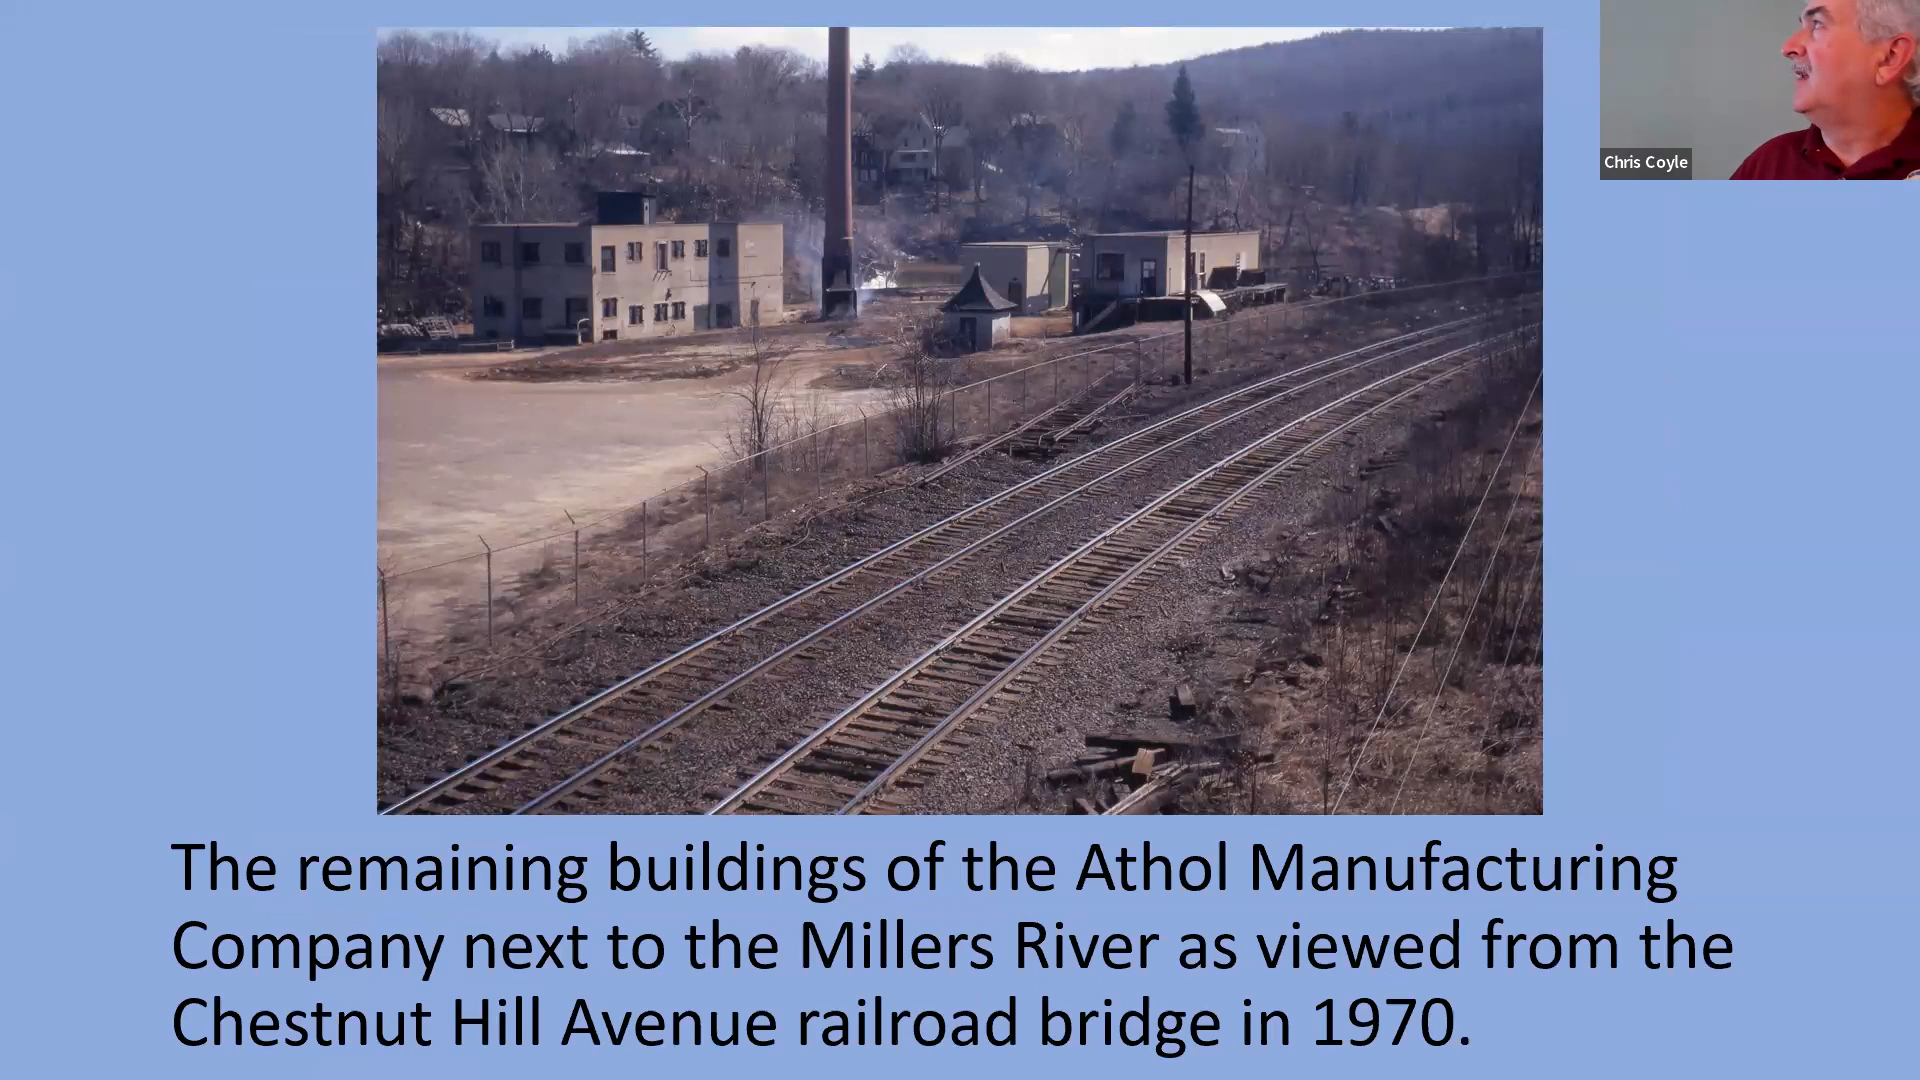 Chris Coyle
The remaining buildings of the Athol Manufacturing
Company next to the Millers River as viewed from the
Chestnut Hill Avenue railroad bridge in 1970.